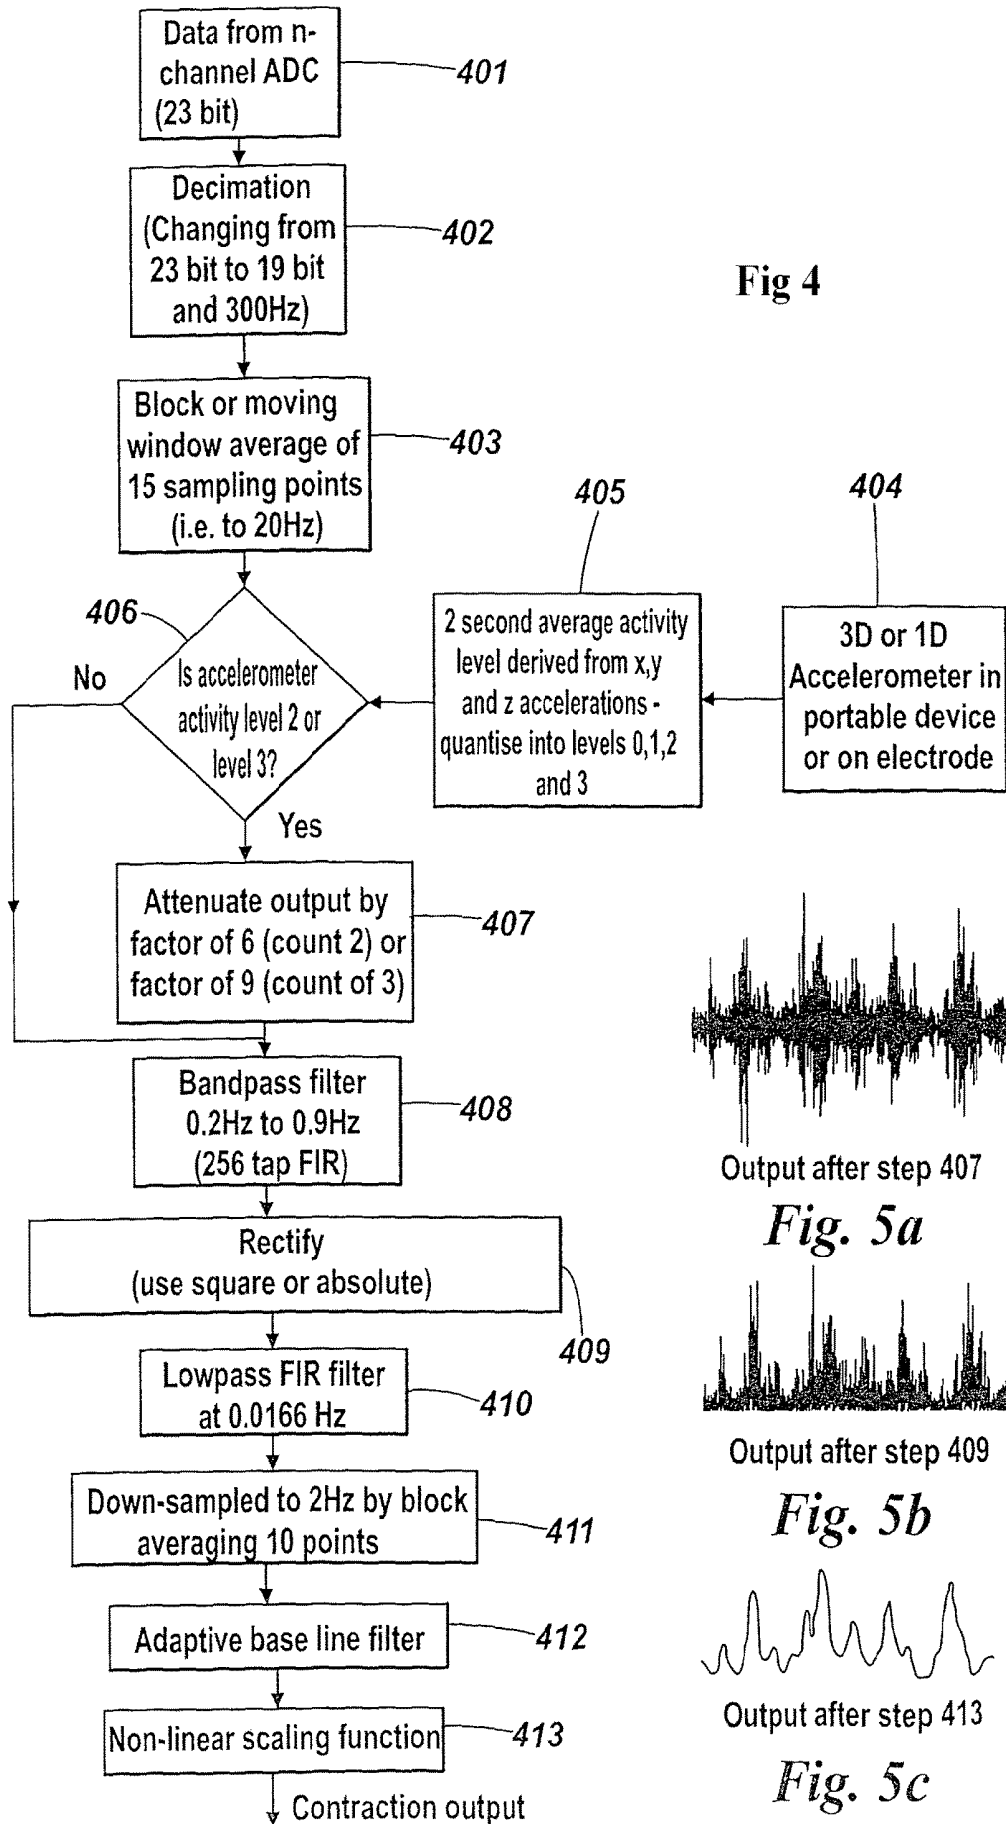 Data from n-
channel ADC
(23 bit)
401
Decimation
(Changing from
23 bit to 19 bit
and 300Hz)
402
Fig 4
Block or moving
window average of
15 sampling points
(i.e. to 20Hz)
403
405
404
406
Is accelerometer
activity level 2 or
level 3?
No
Yes
2 second average activity
level derived from x,y
and z accelerations -
quantise into levels 0,1,2
and 3
3D or 1D
Accelerometer in
portable device
or on electrode
Attenuate output by
factor of 6 (count 2) or
factor of 9 (count of 3)
407
Bandpass filter
0.2Hz to 0.9Hz
(256 tap FIR)
408
Output after step 407
Fig. 5a
Rectify
(use square or absolute)
409
Lowpass FIR filter
at 0.0166 Hz
410
Output after step 409
Fig. 5b
Down-sampled to 2Hz by block
averaging 10 points
411
Adaptive base line filter
412
Non-linear scaling function
413
Output after step 413
Fig. 5c
Contraction output